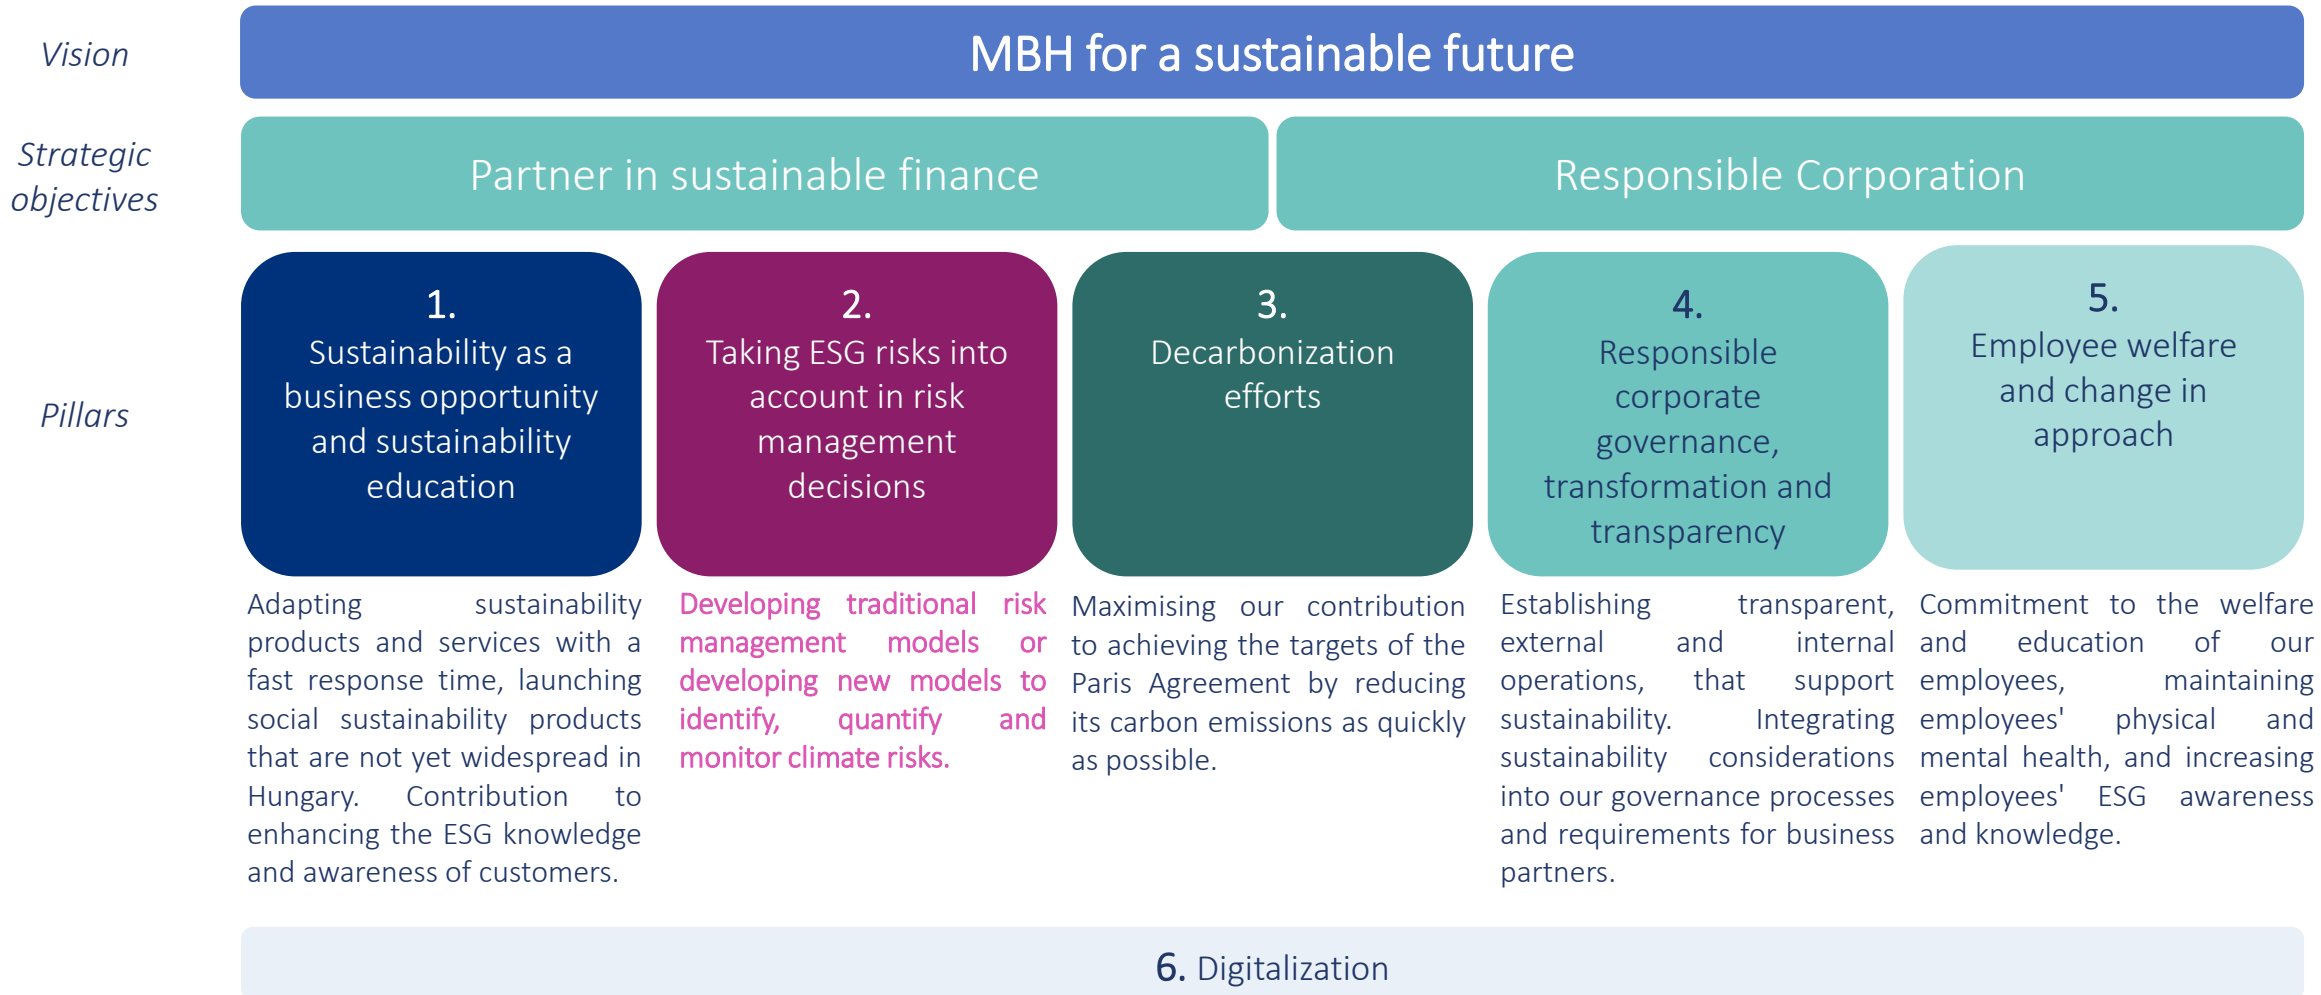 Vision
MBH for a sustainable future
Strategic
objectives
Partner in sustainable finance
Responsible Corporation
Pillars
1.
Sustainability as a
business opportunity
and sustainability
education
2.
Taking ESG risks into
account in risk
management
decisions
3.
Decarbonization
efforts
4.
Responsible
corporate
governance,
transformation and
transparency
5.
Employee welfare
and change in
approach
Adapting sustainability
products and services with a
fast response time, launching
social sustainability products
that are not yet widespread in
Hungary. Contribution to
enhancing the ESG knowledge
and awareness of customers.
Developing traditional risk
management models or
developing new models to
identify, quantify and
monitor climate risks.
Maximising our contribution
to achieving the targets of the
Paris Agreement by reducing
its carbon emissions as quickly
as possible.
Establishing transparent,
external and internal
operations, that support
sustainability. Integrating
sustainability considerations
into our governance processes
and requirements for business
partners.
Commitment to the welfare
and education of our
employees, maintaining
employees' physical and
mental health, and increasing
employees' ESG awareness
and knowledge.
6. Digitalization